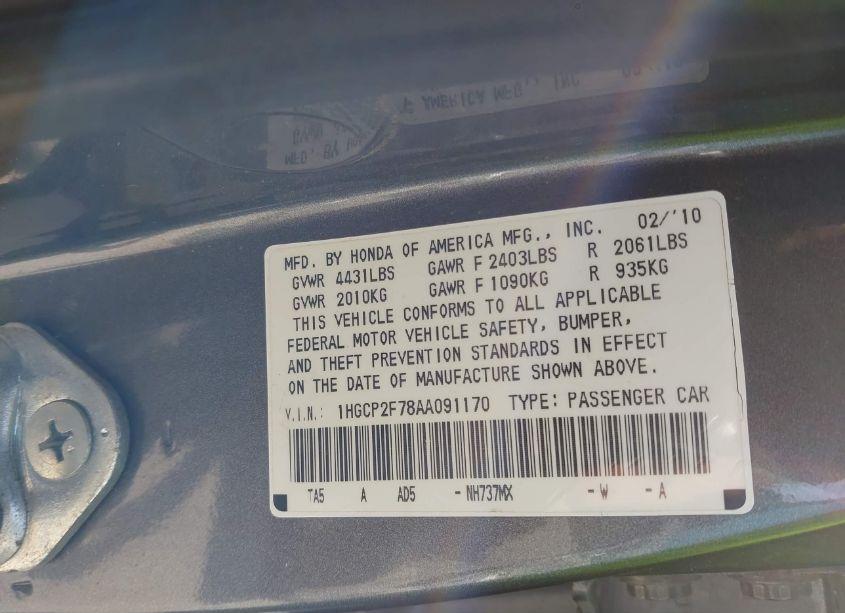 MFD. BY HONDA OF AMERICA MFG., INC. 02/'10
GVWR 4431LBS GAWR F 2403LBS R 2061LBS
GVWR 2010KG GAWR F 1090KG R 935KG
THIS VEHICLE CONFORMS TO ALL APPLICABLE
FEDERAL MOTOR VEHICLE SAFETY, BUMPER,
AND THEFT PREVENTION STANDARDS IN EFFECT
ON THE DATE OF MANUFACTURE SHOWN ABOVE.
V.I.N.: 1HGCP2F78AA091170 TYPE: PASSENGER CAR
TA5 A AD5 -NH737MX -W -A